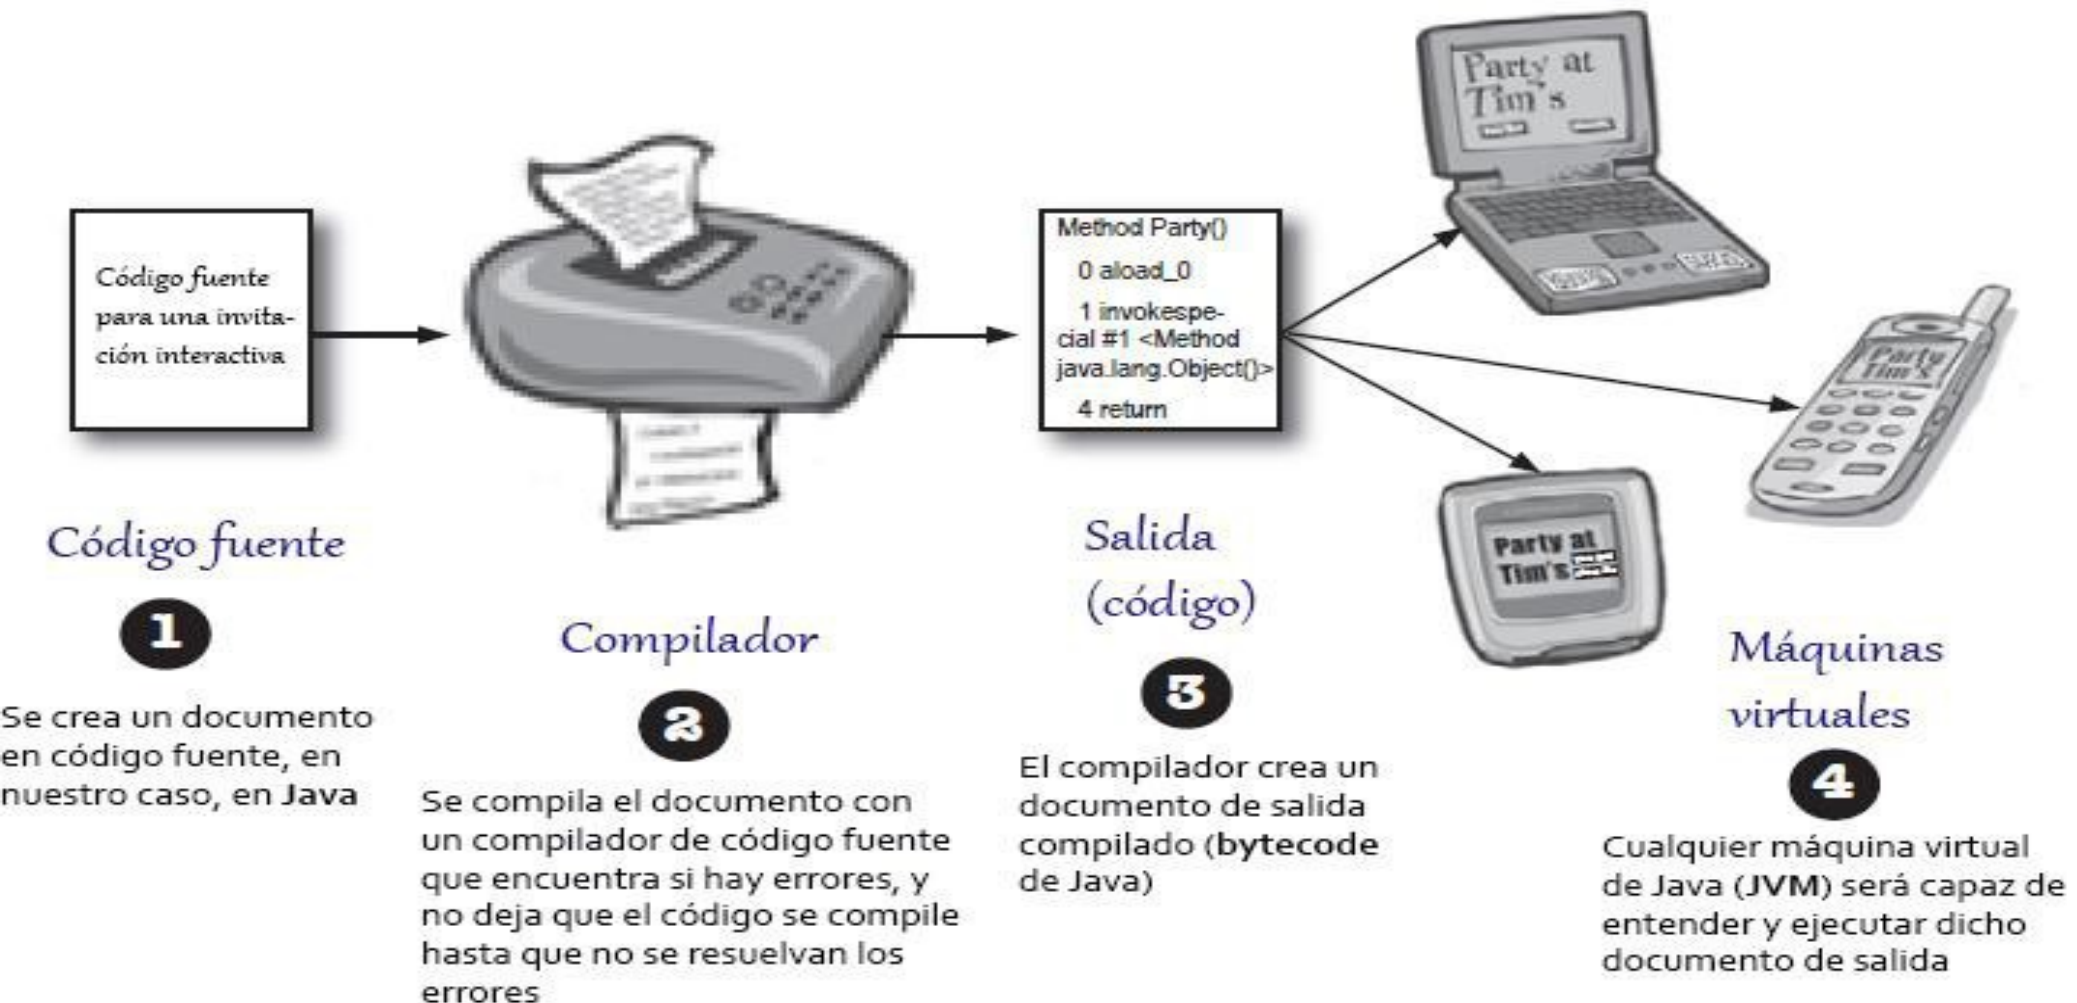 Código fuente
para una invita-
ción interactiva
Código fuente
1
Se crea un documento
en código fuente, en
nuestro caso, en Java
Compilador
2
Se compila el documento con
un compilador de código fuente
que encuentra si hay errores, y
no deja que el código se compile
hasta que no se resuelvan los
errores
Method Party()
0 aload_0
1 invokespe-
cial #1 <Method
java.lang.Object()>
4 return
Salida
(código)
3
El compilador crea un
documento de salida
compilado (bytecode
de Java)
Party at
Tim's
Party
Tim's
Party at
Tim's
Máquinas
virtuales
4
Cualquier máquina virtual
de Java (JVM) será capaz de
entender y ejecutar dicho
documento de salida